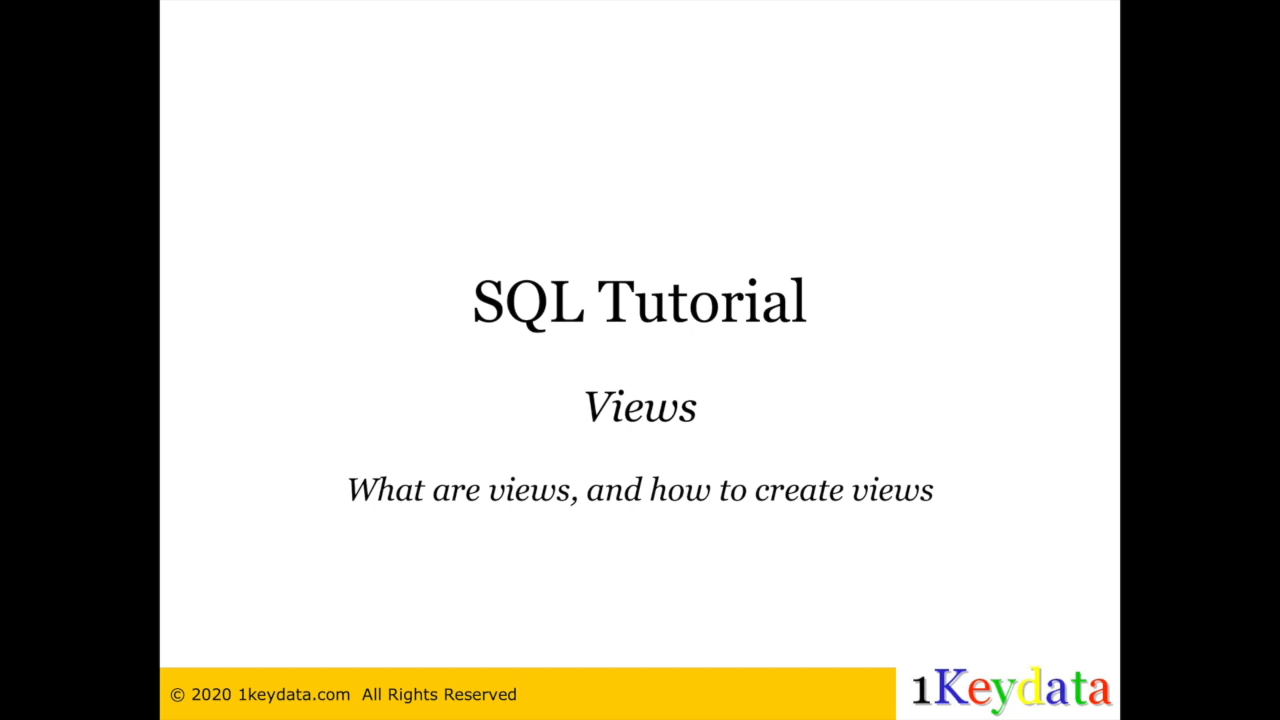 SQL Tutorial
Views
What are views, and how to create views
© 2020 1keydata.com All Rights Reserved
1Keydata